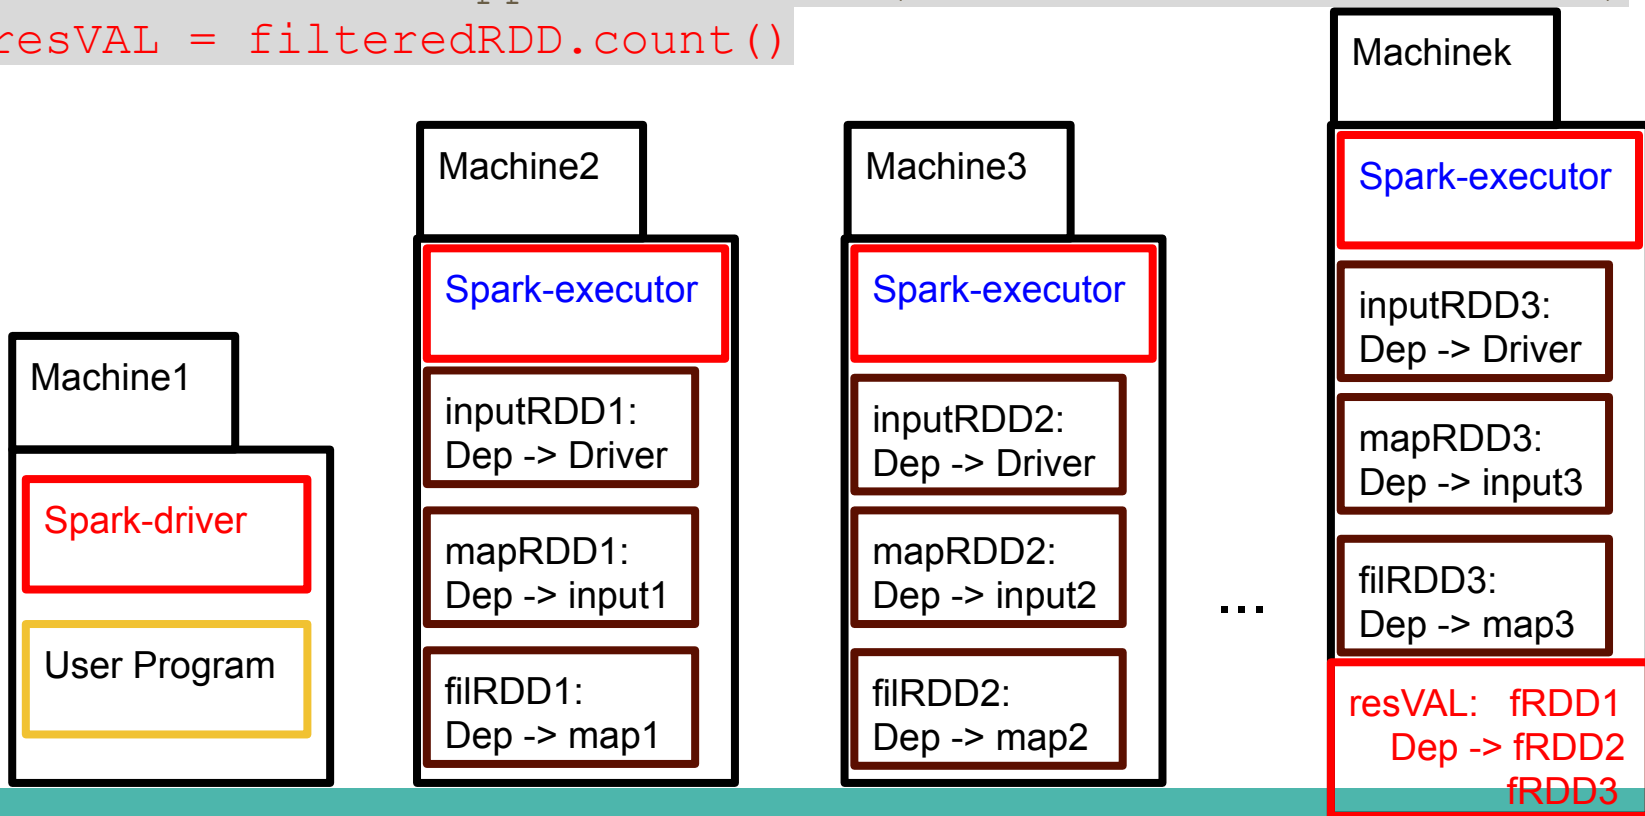 resVAL = filteredRDD.count()
Machine1
Spark-driver
User Program
Machine2
Spark-executor
inputRDD1:
Dep -> Driver
mapRDD1:
Dep -> input1
filRDD1:
Dep -> map1
Machine3
Spark-executor
inputRDD2:
Dep -> Driver
mapRDD2:
Dep -> input2
filRDD2:
Dep -> map2
...
Machinek
Spark-executor
inputRDD3:
Dep -> Driver
mapRDD3:
Dep -> input3
filRDD3:
Dep -> map3
resVAL: fRDD1
Dep -> fRDD2
fRDD3